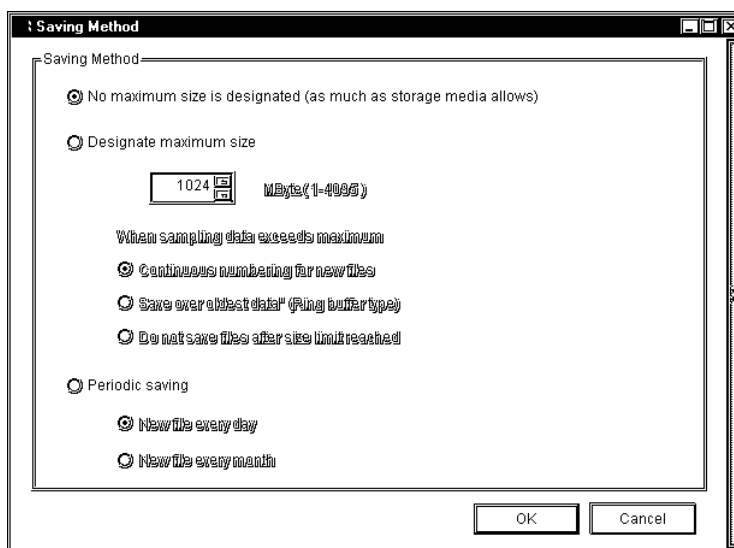 Saving Method
Saving Method
No maximum size is designated (as much as storage media allows)
Designate maximum size
1024 MByte(1-4095)
When sampling data exceeds maximum
Continuous numbering for new files
Save over oldest data" (Ring buffer type)
Do not save files after size limit reached
Periodic saving
New file every day
New file every month
OK Cancel